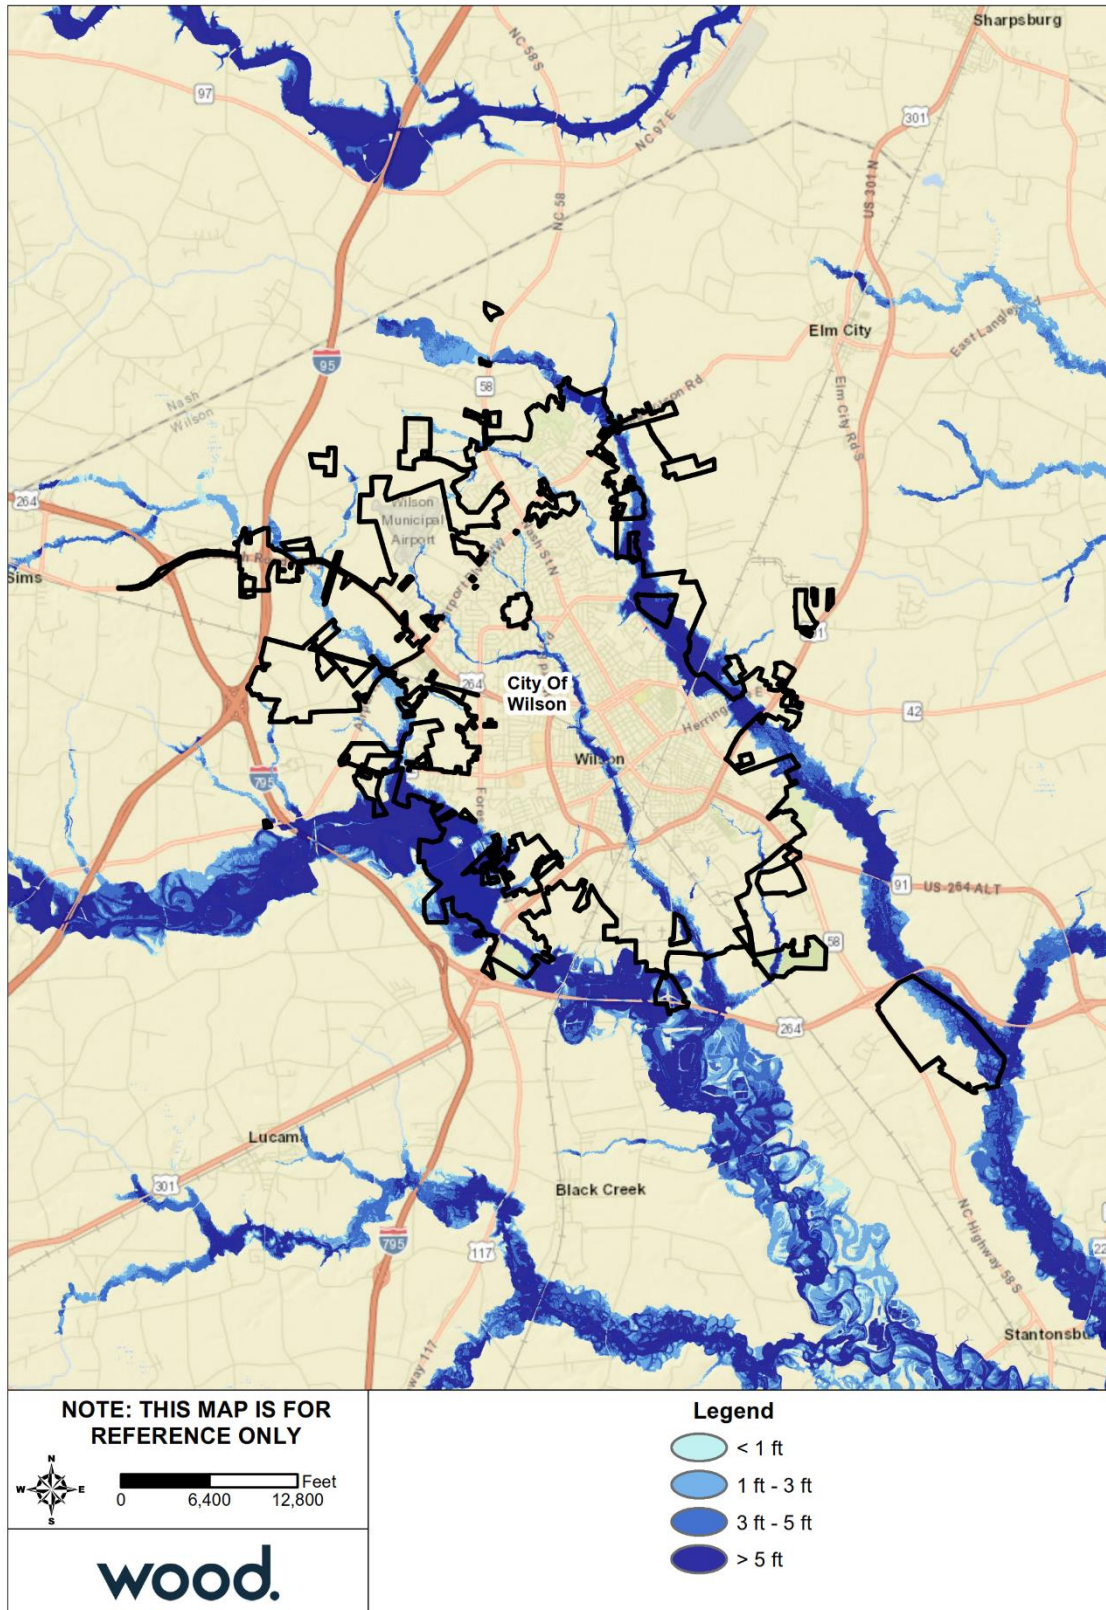 Sharpsburg
NC 58 S
97
NC 97 E
301
US 301 N
NC 58
Elm City
East Langley Rd
95
58
Nash
Wilson
Elm City Rd S
264
Wilson
Municipal
Airport
Nash St N
Sims
301
264
City Of
Wilson
42
Wilson
795
91
US 264 ALT
58
264
Lucama
301
Black Creek
NC Highway 58 S
795
117
Stantonsbu
NOTE: THIS MAP IS FOR
REFERENCE ONLY
N
W E
S
Feet
0 6,400 12,800
wood.
Legend
< 1 ft
1 ft - 3 ft
3 ft - 5 ft
> 5 ft